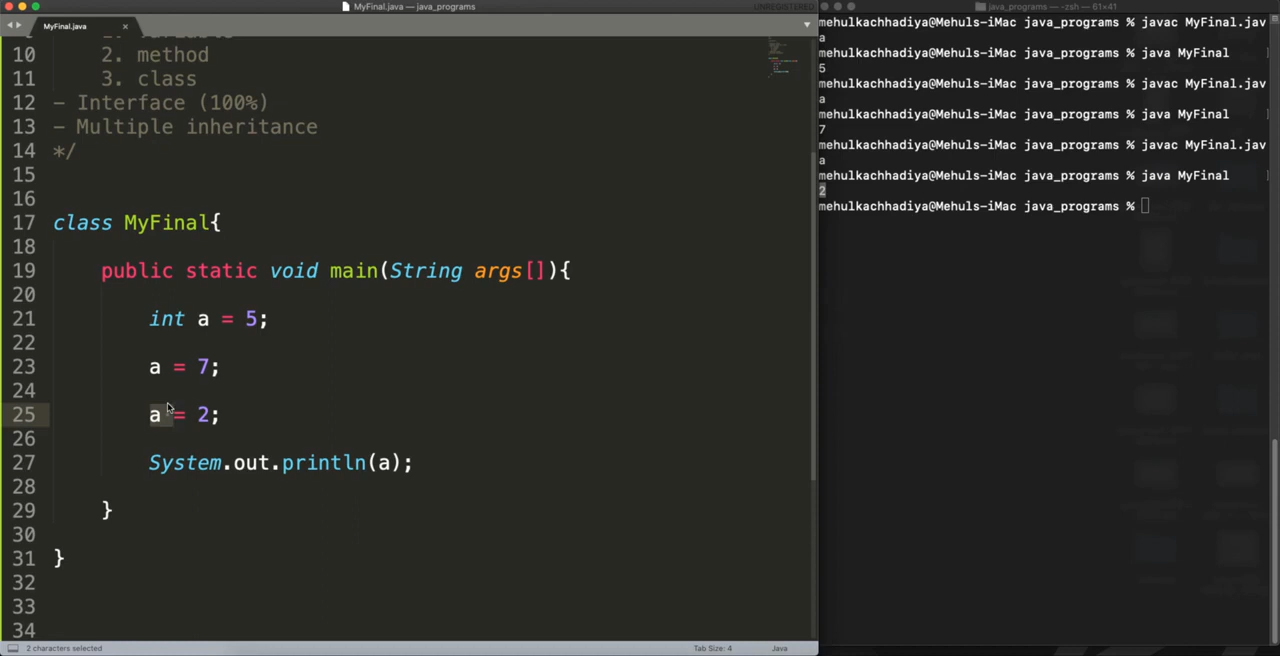 MyFinal.java — java_programs
UNREGISTERED
MyFinal.java
10 2. method
11 3. class
12 - Interface (100%)
13 - Multiple inheritance
14 */
15
16
17 class MyFinal{
18
19 public static void main(String args[]){
20
21 int a = 5;
22
23 a = 7;
24
25 a = 2;
26
27 System.out.println(a);
28
29 }
30
31 }
32
33
34
2 characters selected
Tab Size: 4
Java
java_programs — -zsh — 61×41
mehulkachhadiya@Mehuls-iMac java_programs % javac MyFinal.jav
a
mehulkachhadiya@Mehuls-iMac java_programs % java MyFinal
5
mehulkachhadiya@Mehuls-iMac java_programs % javac MyFinal.jav
a
mehulkachhadiya@Mehuls-iMac java_programs % java MyFinal
7
mehulkachhadiya@Mehuls-iMac java_programs % javac MyFinal.jav
a
mehulkachhadiya@Mehuls-iMac java_programs % java MyFinal
2
mehulkachhadiya@Mehuls-iMac java_programs %